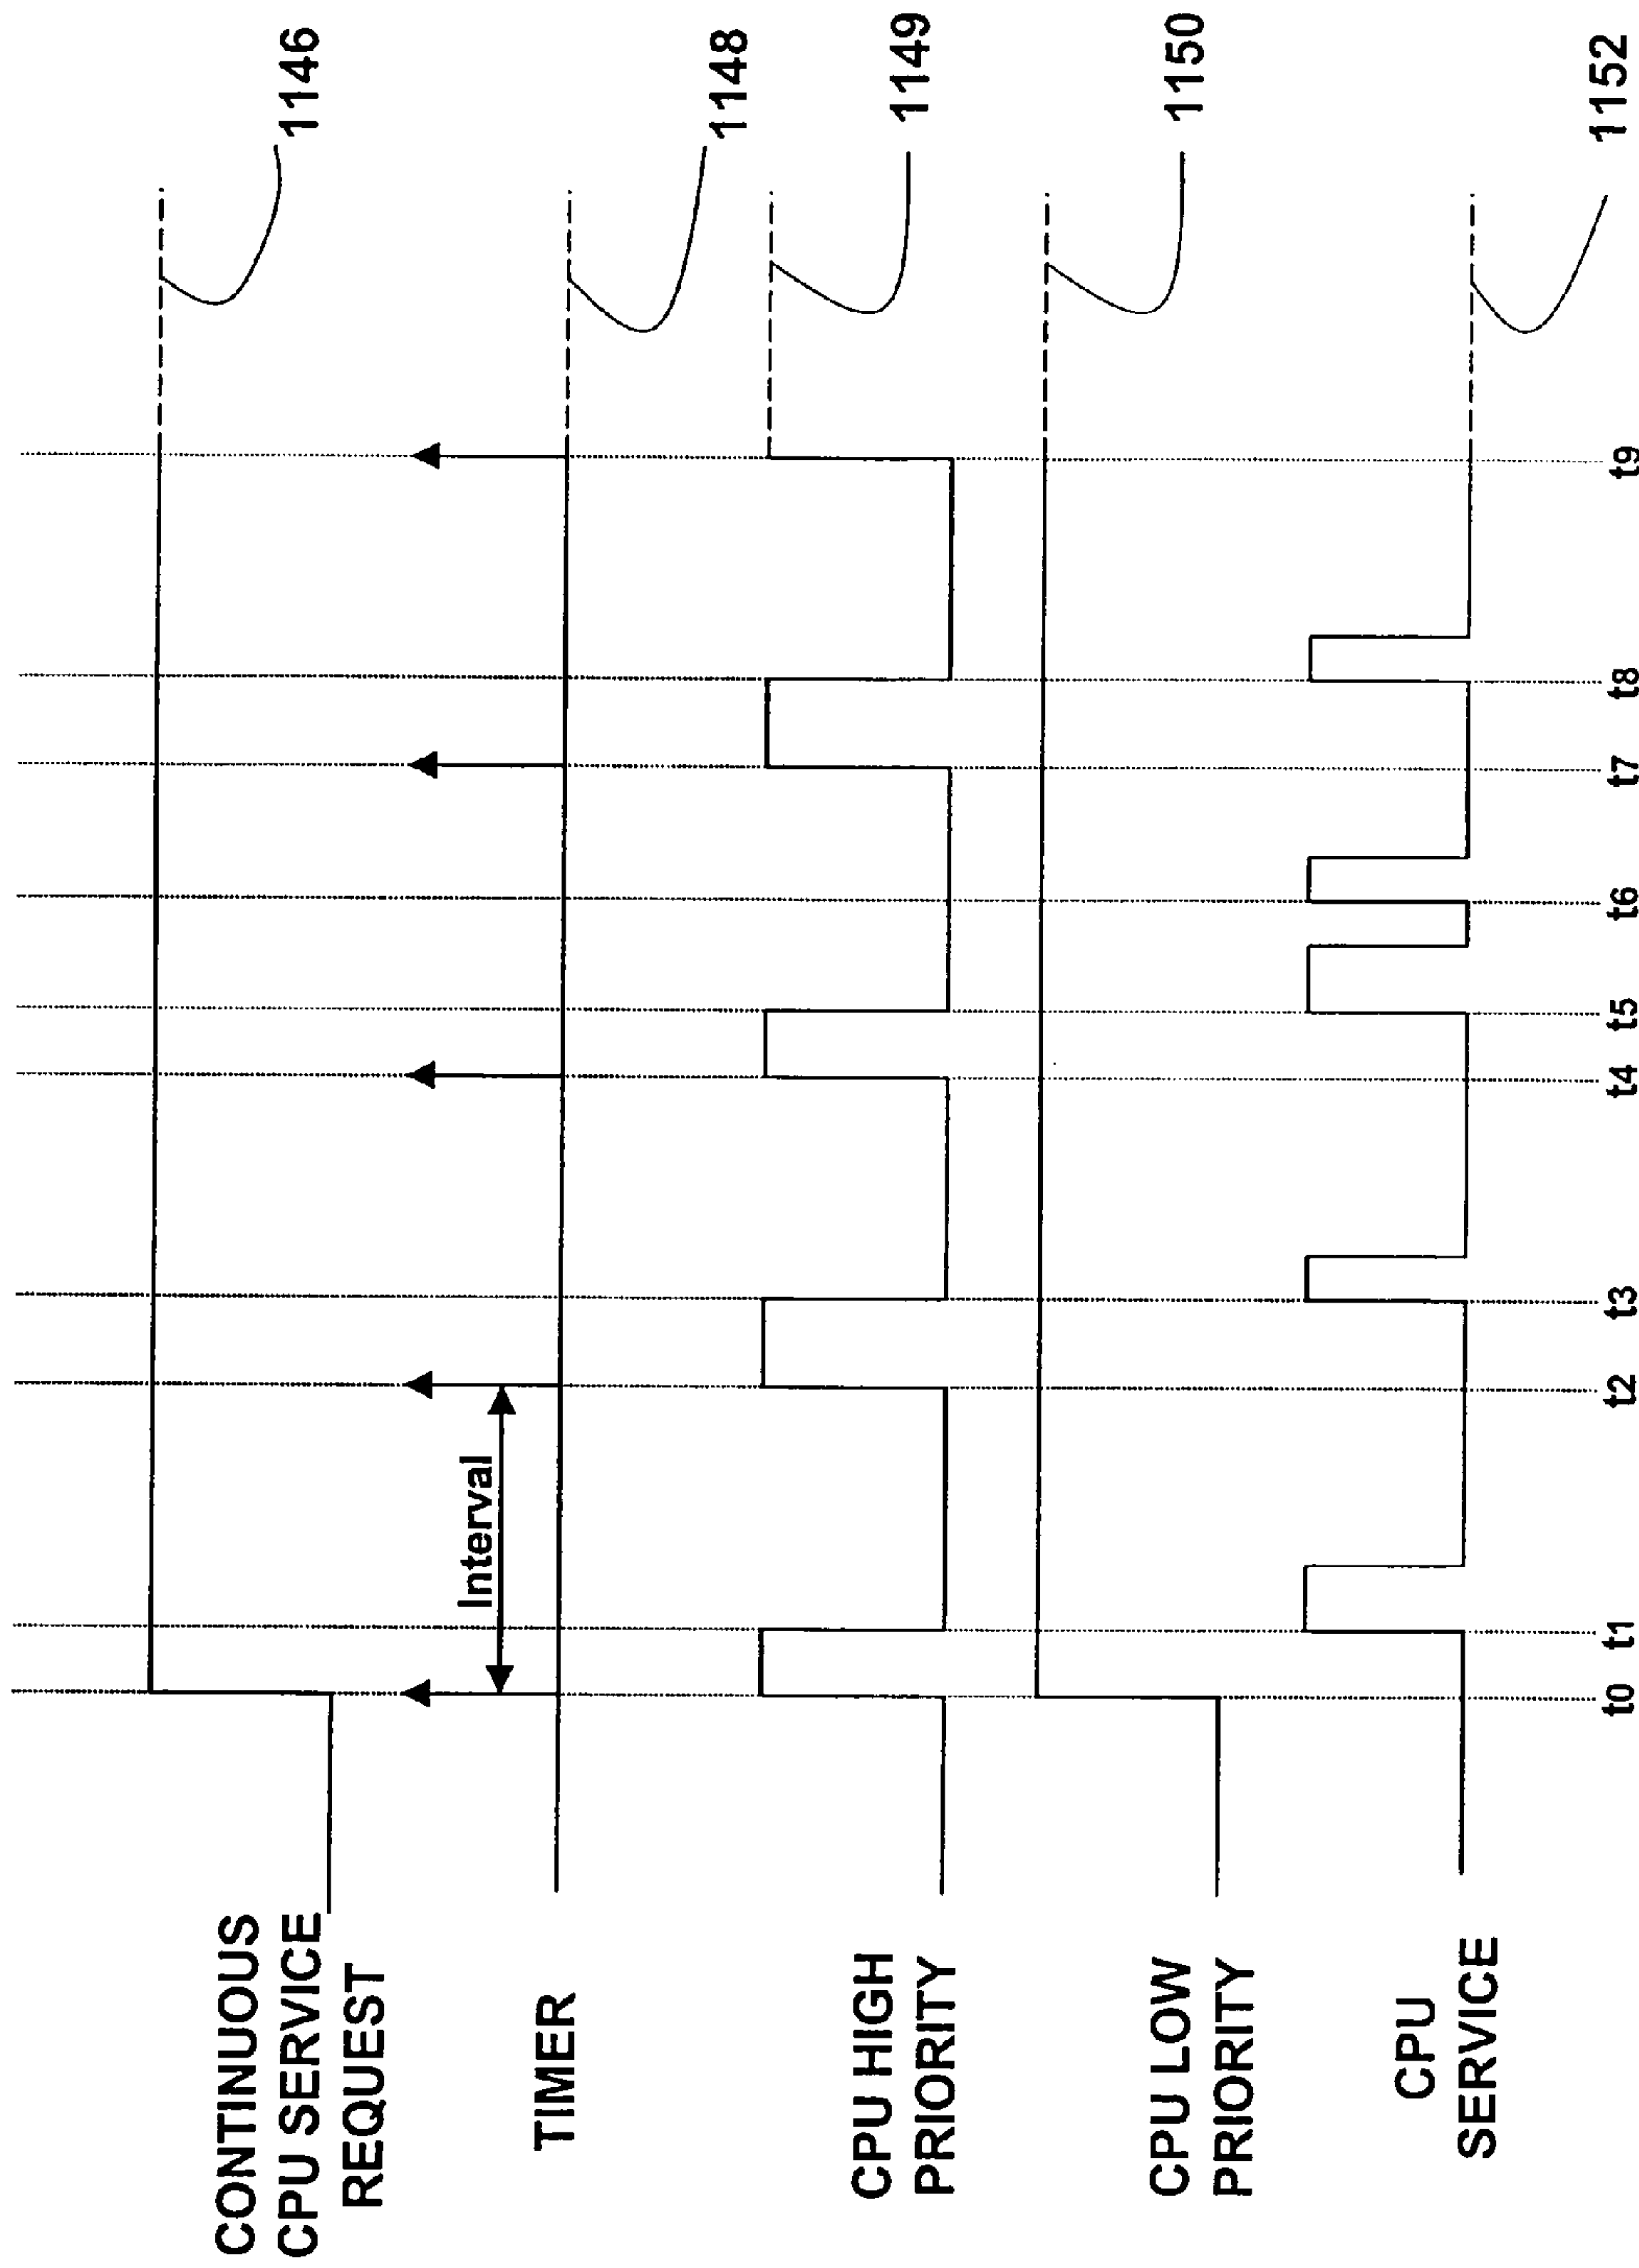 CONTINUOUS
CPU SERVICE
REQUEST
1146
Interval
TIMER
1148
CPU HIGH
PRIORITY
1149
CPU LOW
PRIORITY
1150
CPU
SERVICE
1152
t0 t1 t2 t3 t4 t5 t6 t7 t8 t9